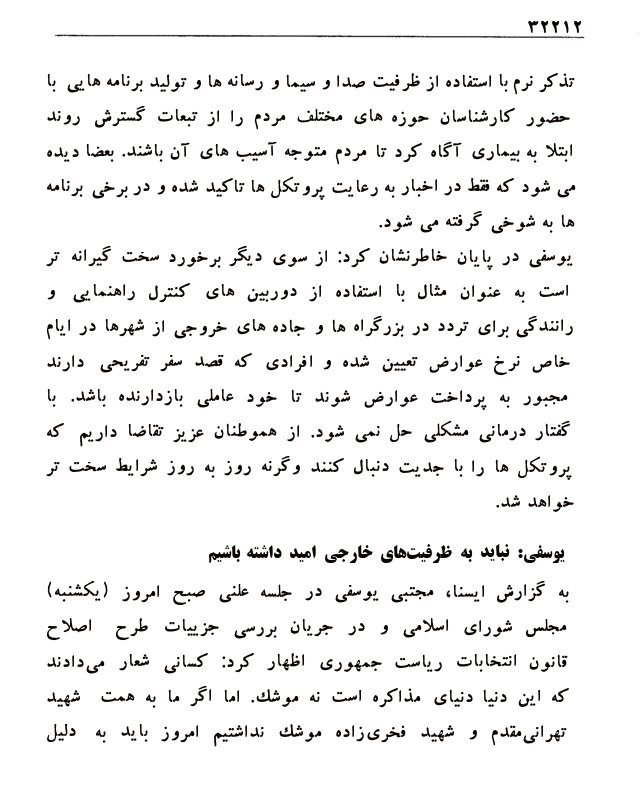 ۳۲۲۱۲
تذکر نرم با استفاده از ظرفیت صدا و سیما و رسانه ها و تولید برنامه هایی با
حضور کارشناسان حوزه های مختلف مردم را از تبعات گسترش روند
ابتلا به بیماری آگاه کرد تا مردم متوجه آسیب های آن باشند. بعضا دیده
می شود که فقط در اخبار به رعایت پروتکل ها تاکید شده و در برخی برنامه
ها به شوخی گرفته می شود.
یوسفی در پایان خاطرنشان کرد: از سوی دیگر برخورد سخت گیرانه تر
است به عنوان مثال با استفاده از دوربین های کنترل راهنمایی و
رانندگی برای تردد در بزرگراه ها و جاده های خروجی از شهرها در ایام
خاص نرخ عوارض تعیین شده و افرادی که قصد سفر تفریحی دارند
مجبور به پرداخت عوارض شوند تا خود عاملی بازدارنده باشد. با
گفتار درمانی مشکلی حل نمی شود. از هموطنان عزیز تقاضا داریم که
پروتکل ها را با جدیت دنبال کنند وگرنه روز به روز شرایط سخت تر
خواهد شد.
یوسفی: نباید به ظرفیت‌های خارجی امید داشته باشیم
به گزارش ایسنا، مجتبی یوسفی در جلسه علنی صبح امروز (یکشنبه)
مجلس شورای اسلامی و در جریان بررسی جزییات طرح اصلاح
قانون انتخابات ریاست جمهوری اظهار کرد: کسانی شعار می‌دادند
که این دنیا دنیای مذاکره است نه موشك. اما اگر ما به همت شهید
تهرانی‌مقدم و شهید فخری‌زاده موشك نداشتیم امروز باید به دلیل